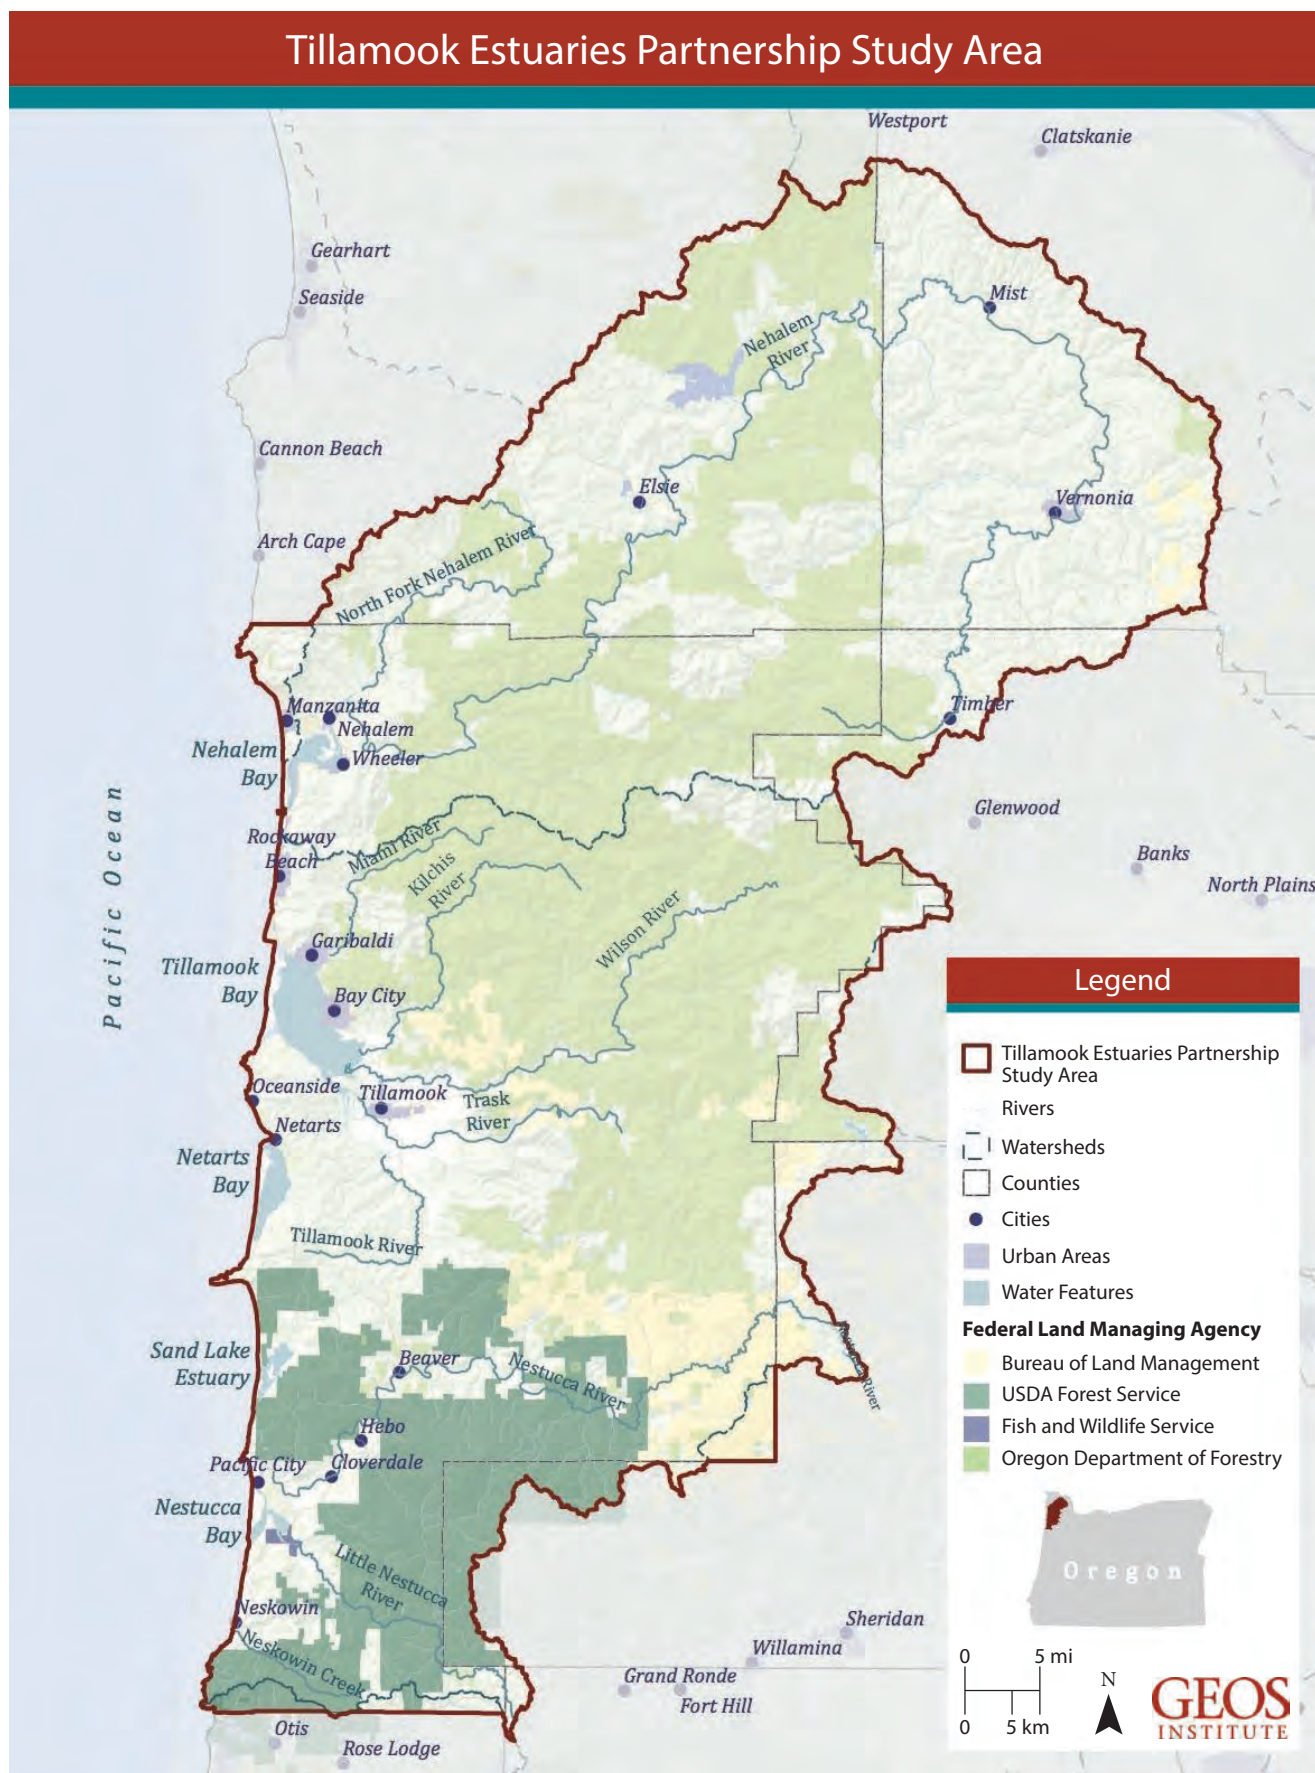 Tillamook Estuaries Partnership Study Area
Westport
Clatskanie
Gearhart
Seaside
Mist
Nehalem
River
Cannon Beach
Elsie
Vernonia
Arch Cape
North Fork Nehalem River
Manzanita
Nehalem
Timber
Nehalem
Bay
Wheeler
Glenwood
Rockaway
Beach
Miami River
Kilchis
River
Banks
North Plains
Wilson River
Pacific Ocean
Garibaldi
Tillamook
Bay
Bay City
Oceanside
Tillamook
Trask
River
Netarts
Netarts
Bay
Tillamook River
Sand Lake
Estuary
Beaver
Nestucca River
River
Hebo
Pacific City
Cloverdale
Nestucca
Bay
Little Nestucca
River
Neskowin
Neskowin Creek
Sheridan
Willamina
Grand Ronde
Fort Hill
Otis
Rose Lodge
Legend
Tillamook Estuaries Partnership
Study Area
Rivers
Watersheds
Counties
Cities
Urban Areas
Water Features
Federal Land Managing Agency
Bureau of Land Management
USDA Forest Service
Fish and Wildlife Service
Oregon Department of Forestry
Oregon
0 5 mi
0 5 km
N
GEOS
INSTITUTE